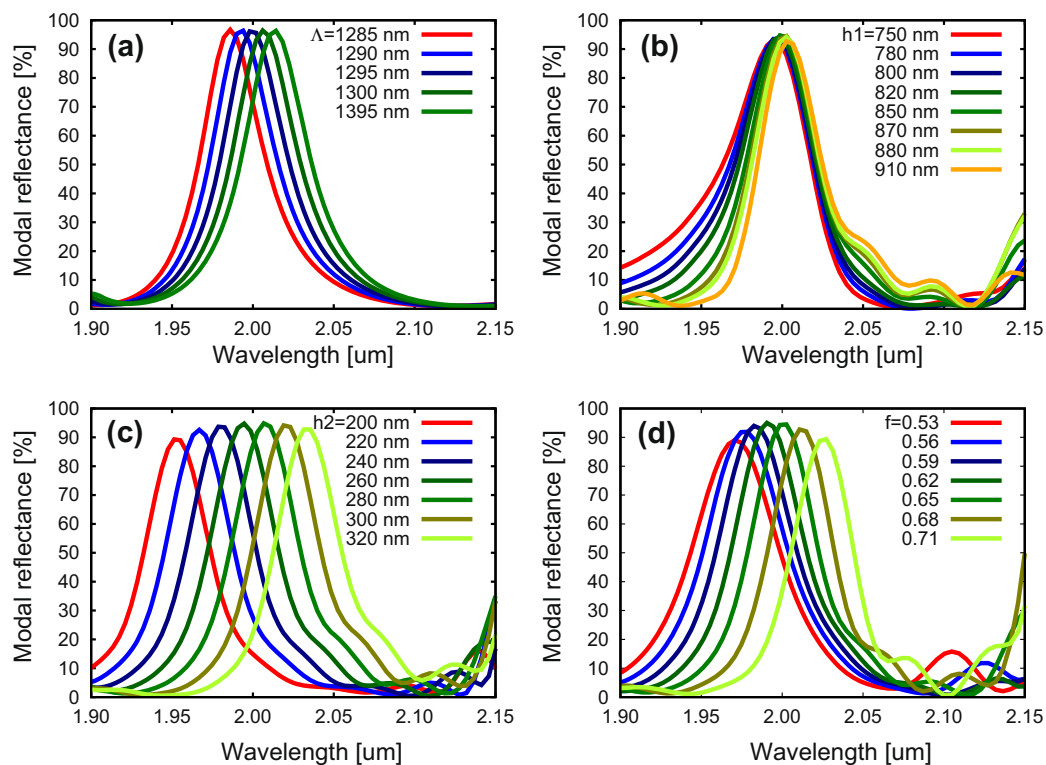 (a)
Modal reflectance [%]
100
90
80
70
60
50
40
30
20
10
0
Λ=1285 nm
1290 nm
1295 nm
1300 nm
1395 nm
1.90 1.95 2.00 2.05 2.10 2.15
Wavelength [um]
(b)
Modal reflectance [%]
100
90
80
70
60
50
40
30
20
10
0
h1=750 nm
780 nm
800 nm
820 nm
850 nm
870 nm
880 nm
910 nm
1.90 1.95 2.00 2.05 2.10 2.15
Wavelength [um]
(c)
Modal reflectance [%]
100
90
80
70
60
50
40
30
20
10
0
h2=200 nm
220 nm
240 nm
260 nm
280 nm
300 nm
320 nm
1.90 1.95 2.00 2.05 2.10 2.15
Wavelength [um]
(d)
Modal reflectance [%]
100
90
80
70
60
50
40
30
20
10
0
f=0.53
0.56
0.59
0.62
0.65
0.68
0.71
1.90 1.95 2.00 2.05 2.10 2.15
Wavelength [um]